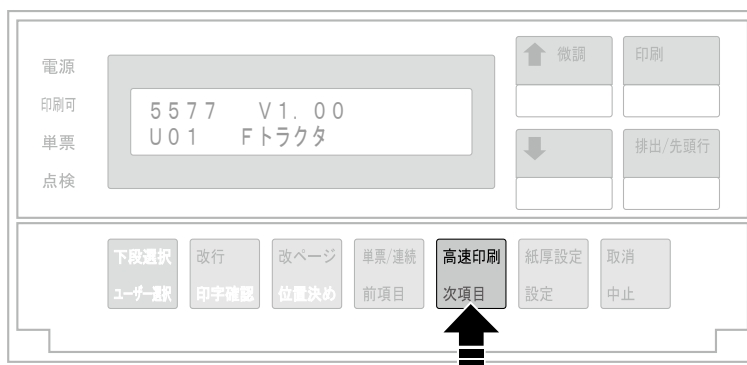 電源
印刷可
単票
点検
5577 V1.00
U01 Fトラクタ
微調
印刷
排出/先頭行
下段選択
ユーザー選択
改行
印字確認
改ページ
位置決め
単票/連続
前項目
高速印刷
次項目
紙厚設定
設定
取消
中止